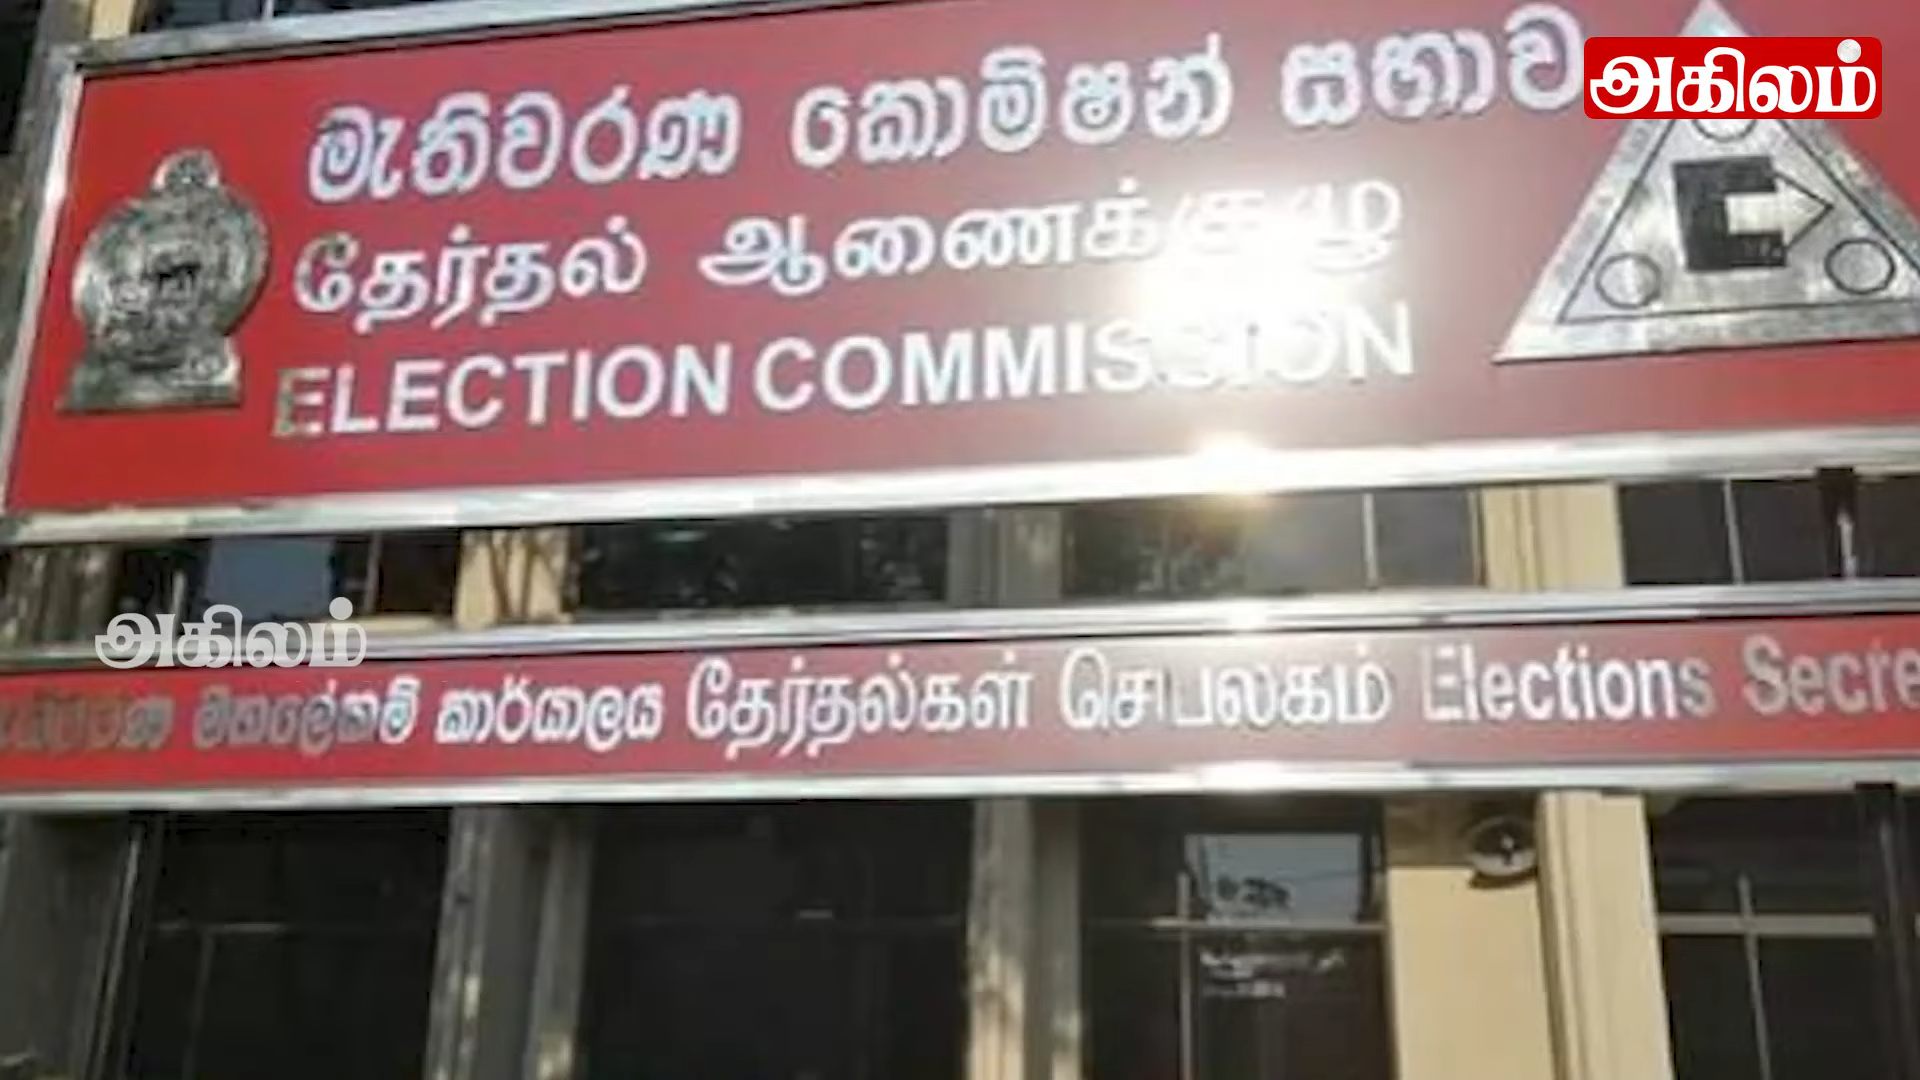 මැතිවරණ කොමිෂන් සභාව
அகிலம்
தேர்தல் ஆணைக்குழு
E
ELECTION COMMISSION
அகிலம்
කාර්යාලය தேர்தல்கள் செயலகம் Elections